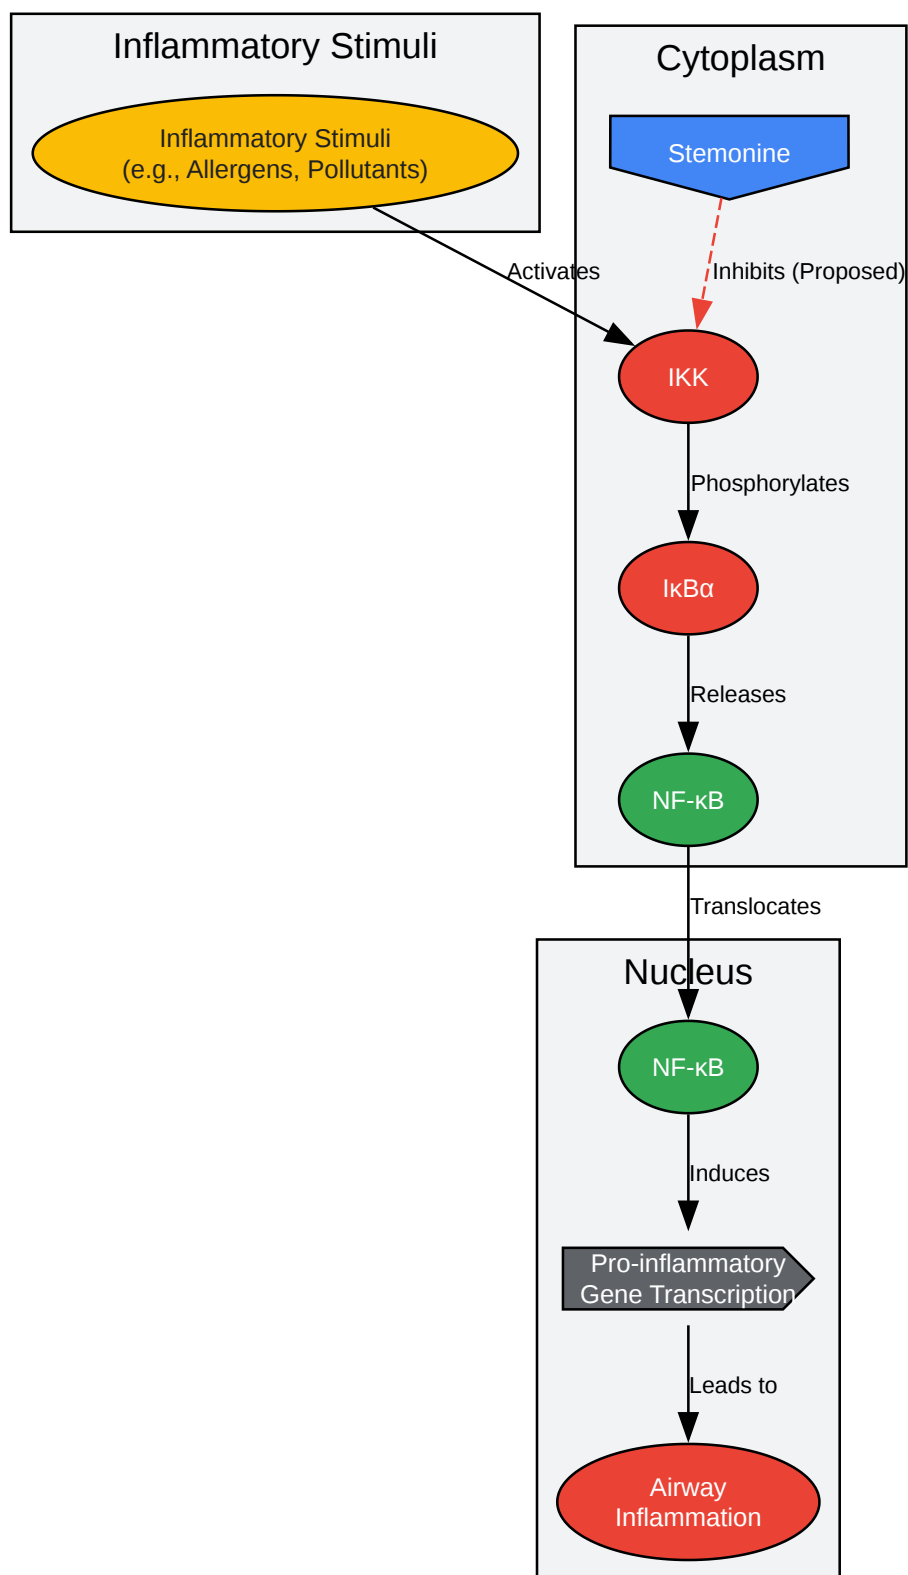 Inflammatory Stimuli
Cytoplasm
Inflammatory Stimuli
(e.g., Allergens, Pollutants)
Stemonine
Activates
Inhibits (Proposed)
IKK
Phosphorylates
IκBα
Releases
NF-κB
Translocates
Nucleus
NF-κB
Induces
Pro-inflammatory
Gene Transcription
Leads to
Airway
Inflammation